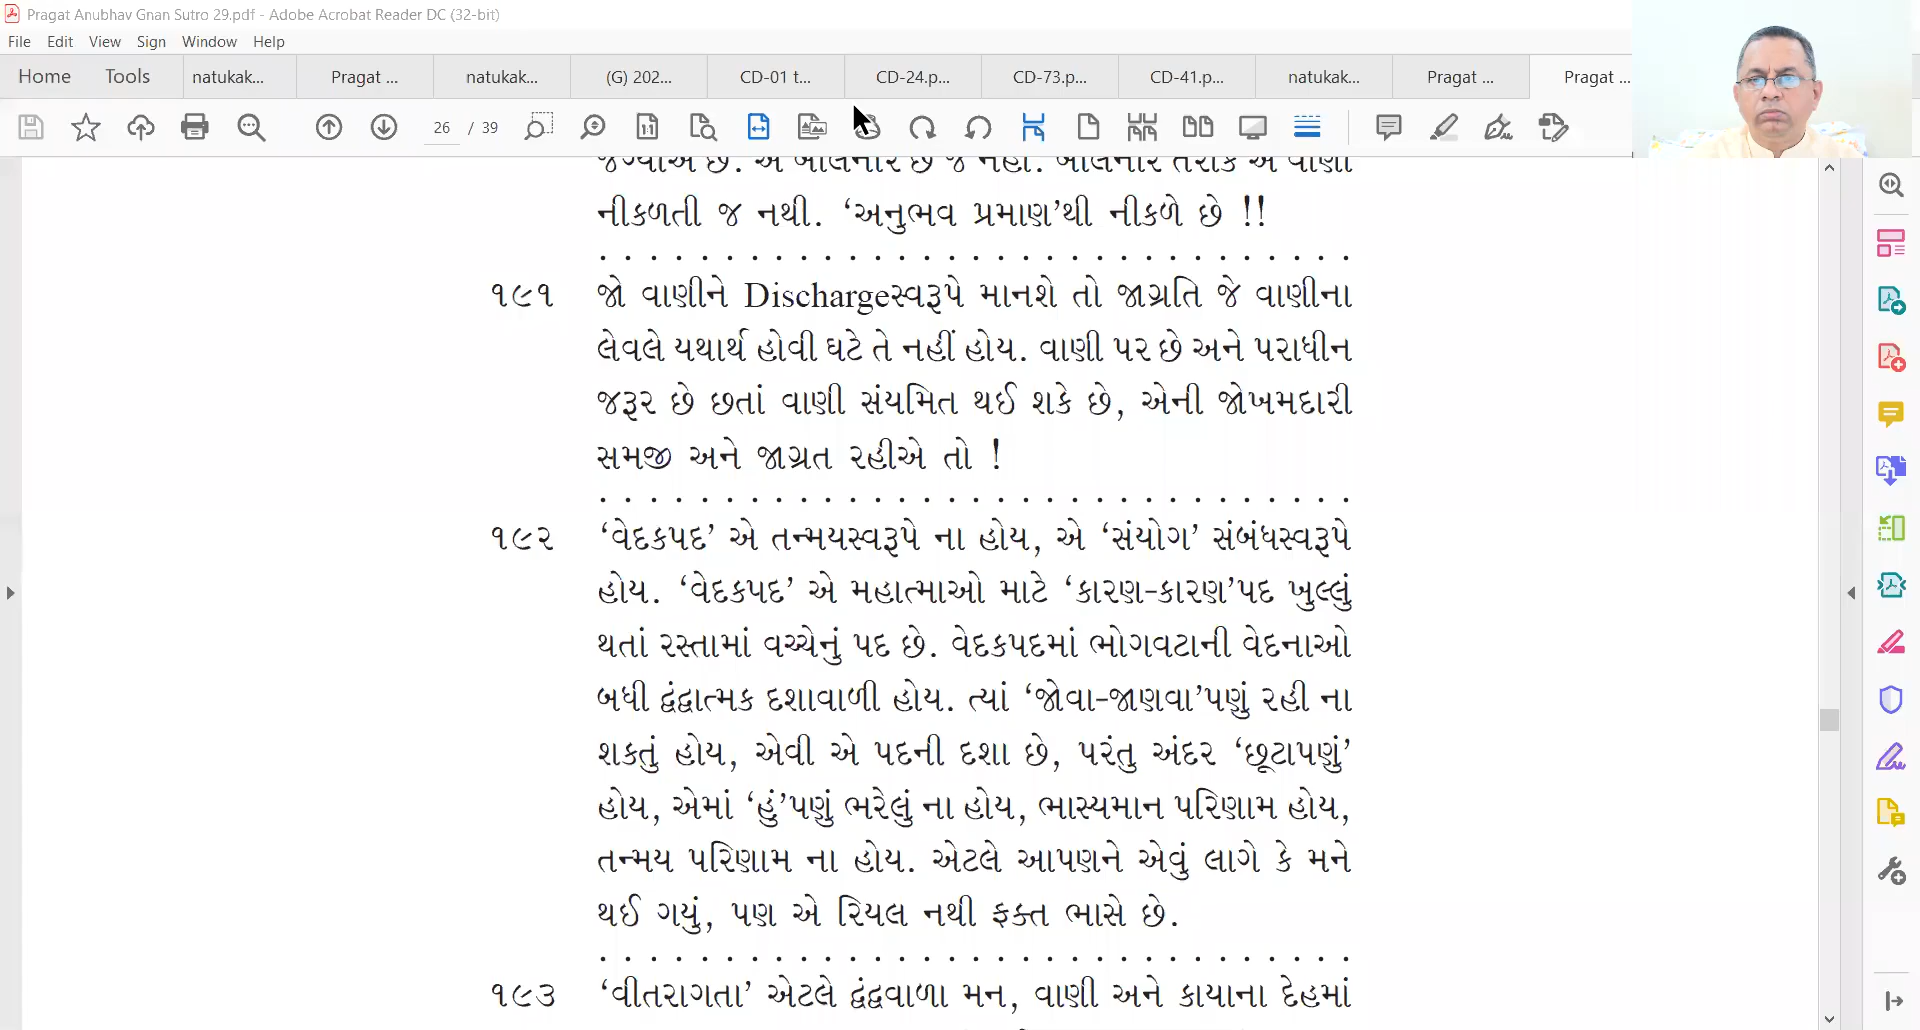 Pragat Anubhav Gnan Sutro 29.pdf - Adobe Acrobat Reader DC (32-bit)
File Edit View Sign Window Help
Home Tools natukak... Pragat ... natukak... (G) 202... CD-01 t... CD-24.p... CD-73.p... CD-41.p... natukak... Pragat ... Pragat ...
26 / 39
જગ્યાએ છે. એ બોલનાર છે જ નહીં. બોલનાર તરીકે એ વાણી
નીકળતી જ નથી. ‘અનુભવ પ્રમાણ’થી નીકળે છે !!
૧૯૧ જો વાણીને Dischargeસ્વરૂપે માનશે તો જાગ્રતિ જે વાણીના
લેવલે યથાર્થ હોવી ઘટે તે નહીં હોય. વાણી પર છે અને પરાધીન
જરૂર છે છતાં વાણી સંયમિત થઈ શકે છે, એની જોખમદારી
સમજી અને જાગ્રત રહીએ તો !
૧૯૨ ‘વેદકપદ’ એ તન્મયસ્વરૂપે ના હોય, એ ‘સંયોગ’ સંબંધસ્વરૂપે
હોય. ‘વેદકપદ’ એ મહાત્માઓ માટે ‘કારણ-કારણ’પદ ખુલ્લું
થતાં રસ્તામાં વચ્ચેનું પદ છે. વેદકપદમાં ભોગવટાની વેદનાઓ
બધી દ્વંદ્વાત્મક દશાવાળી હોય. ત્યાં ‘જોવા-જાણવા’પણું રહી ના
શકતું હોય, એવી એ પદની દશા છે, પરંતુ અંદર ‘છૂટાપણું’
હોય, એમાં ‘હું’પણું ભરેલું ના હોય, ભાસ્યમાન પરિણામ હોય,
તન્મય પરિણામ ના હોય. એટલે આપણને એવું લાગે કે મને
થઈ ગયું, પણ એ રિયલ નથી ફક્ત ભાસે છે.
૧૯૩ ‘વીતરાગતા’ એટલે દ્વંદ્વવાળા મન, વાણી અને કાયાના દેહમાં